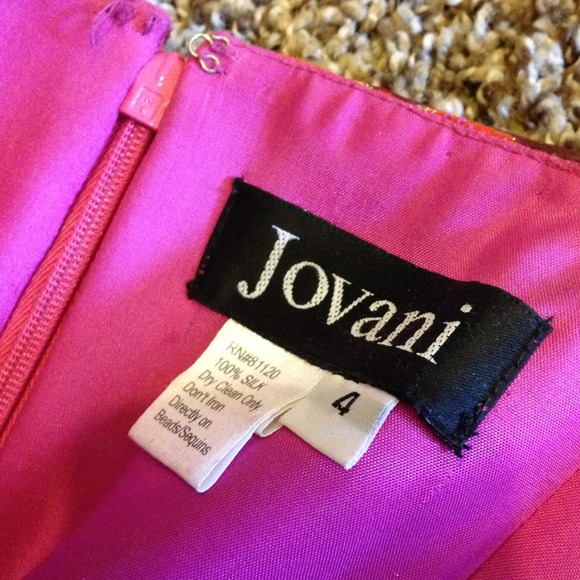 Jovani
RN#81120
100% SILK
Dry Clean Only
Don't Iron
Directly on
Beads/Sequins
4